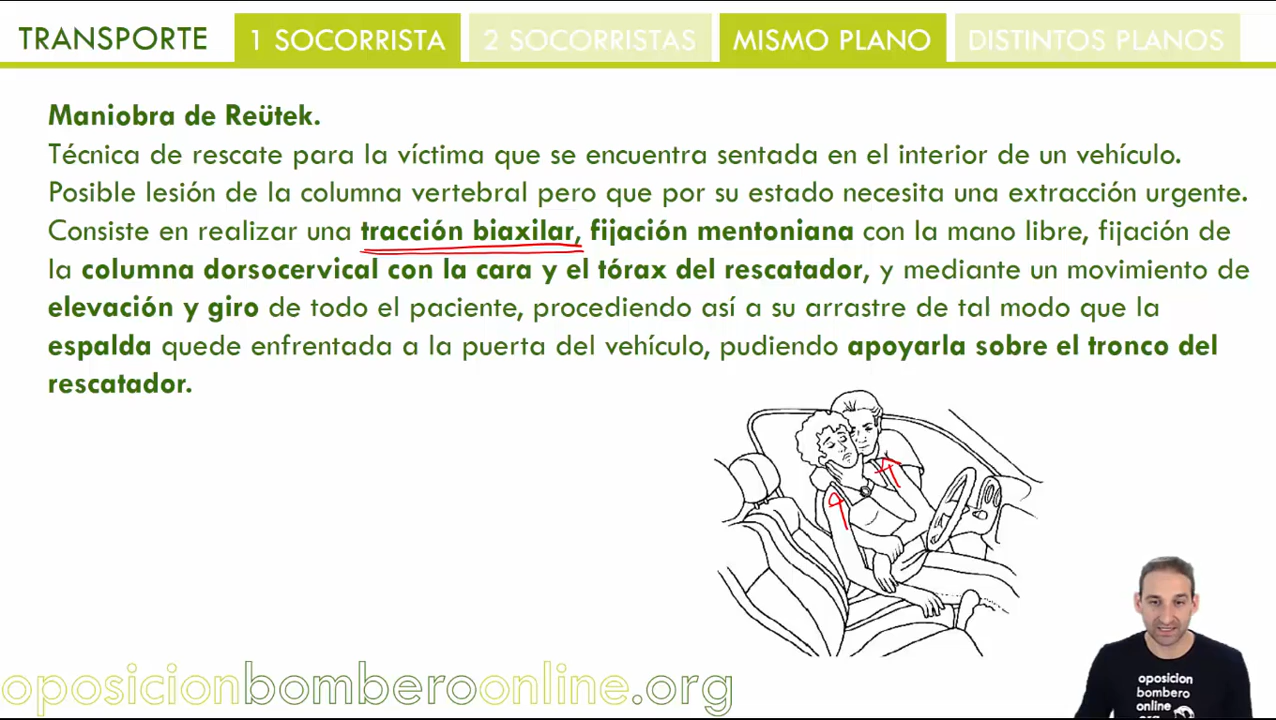 TRANSPORTE 1 SOCORRISTA 2 SOCORRISTAS MISMO PLANO DISTINTOS PLANOS
Maniobra de Reütek.
Técnica de rescate para la víctima que se encuentra sentada en el interior de un vehículo.
Posible lesión de la columna vertebral pero que por su estado necesita una extracción urgente.
Consiste en realizar una tracción biaxilar, fijación mentoniana con la mano libre, fijación de
la columna dorsocervical con la cara y el tórax del rescatador, y mediante un movimiento de
elevación y giro de todo el paciente, procediendo así a su arrastre de tal modo que la
espalda quede enfrentada a la puerta del vehículo, pudiendo apoyarla sobre el tronco del
rescatador.
oposicionbomberoonline.org
oposicion
bombero
online